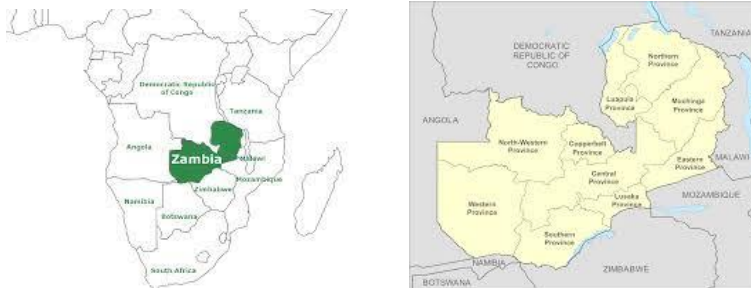 Democratic Republic
of Congo
Tanzania
Angola
Zambia
Malawi
Mozambique
Zimbabwe
Namibia
Botswana
South Africa
DEMOCRATIC
REPUBLIC OF
CONGO
TANZANIA
Northern
Province
Luapula
Province
Muchinga
Province
ANGOLA
North-Western
Province
Copperbelt
Province
Eastern
Province
MALAWI
Central
Province
Lusaka
Province
MOZAMBIQUE
Western
Province
Southern
Province
NAMIBIA
ZIMBABWE
BOTSWANA